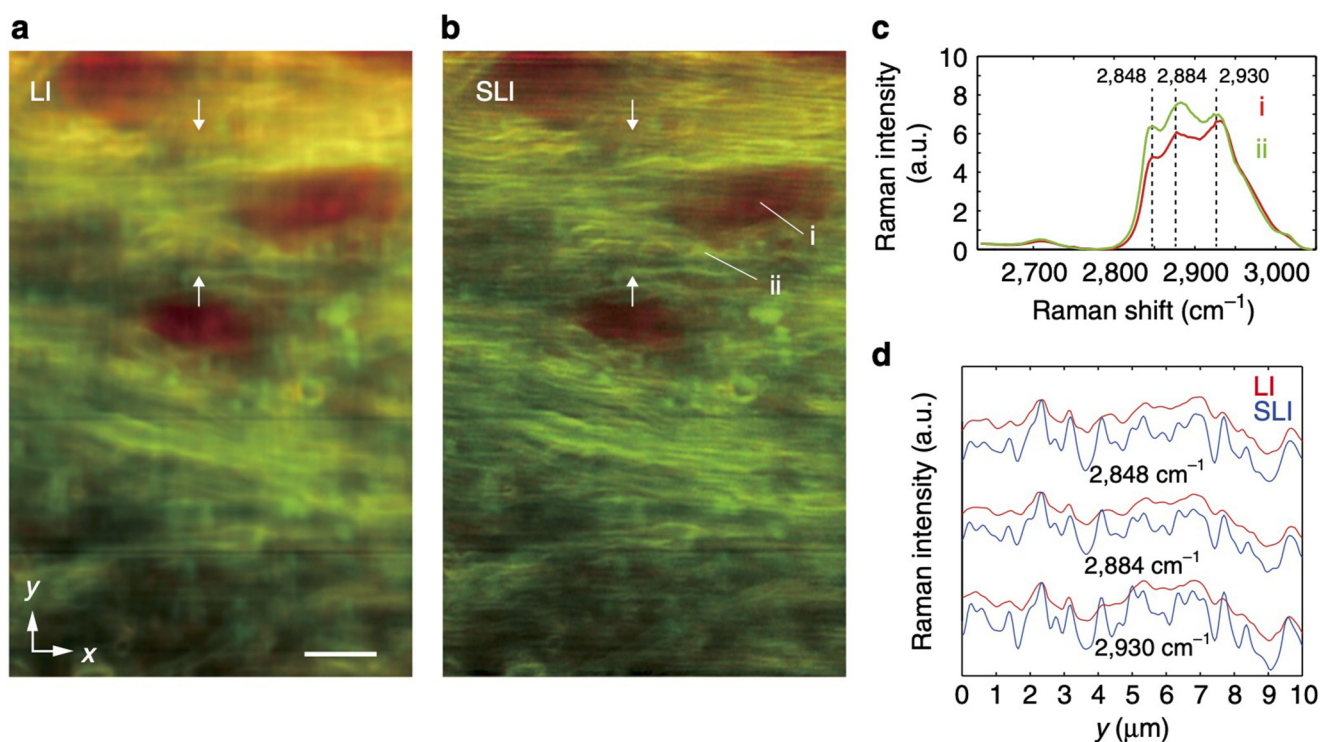 a
LI
y
x
b
SLI
i
ii
c
Raman intensity
(a.u.)
10
8
6
4
2
0
2,848
2,884
2,930
i
ii
2,700 2,800 2,900 3,000
Raman shift (cm⁻¹)
d
Raman intensity (a.u.)
LI
SLI
2,848 cm⁻¹
2,884 cm⁻¹
2,930 cm⁻¹
0 1 2 3 4 5 6 7 8 9 10
y (μm)